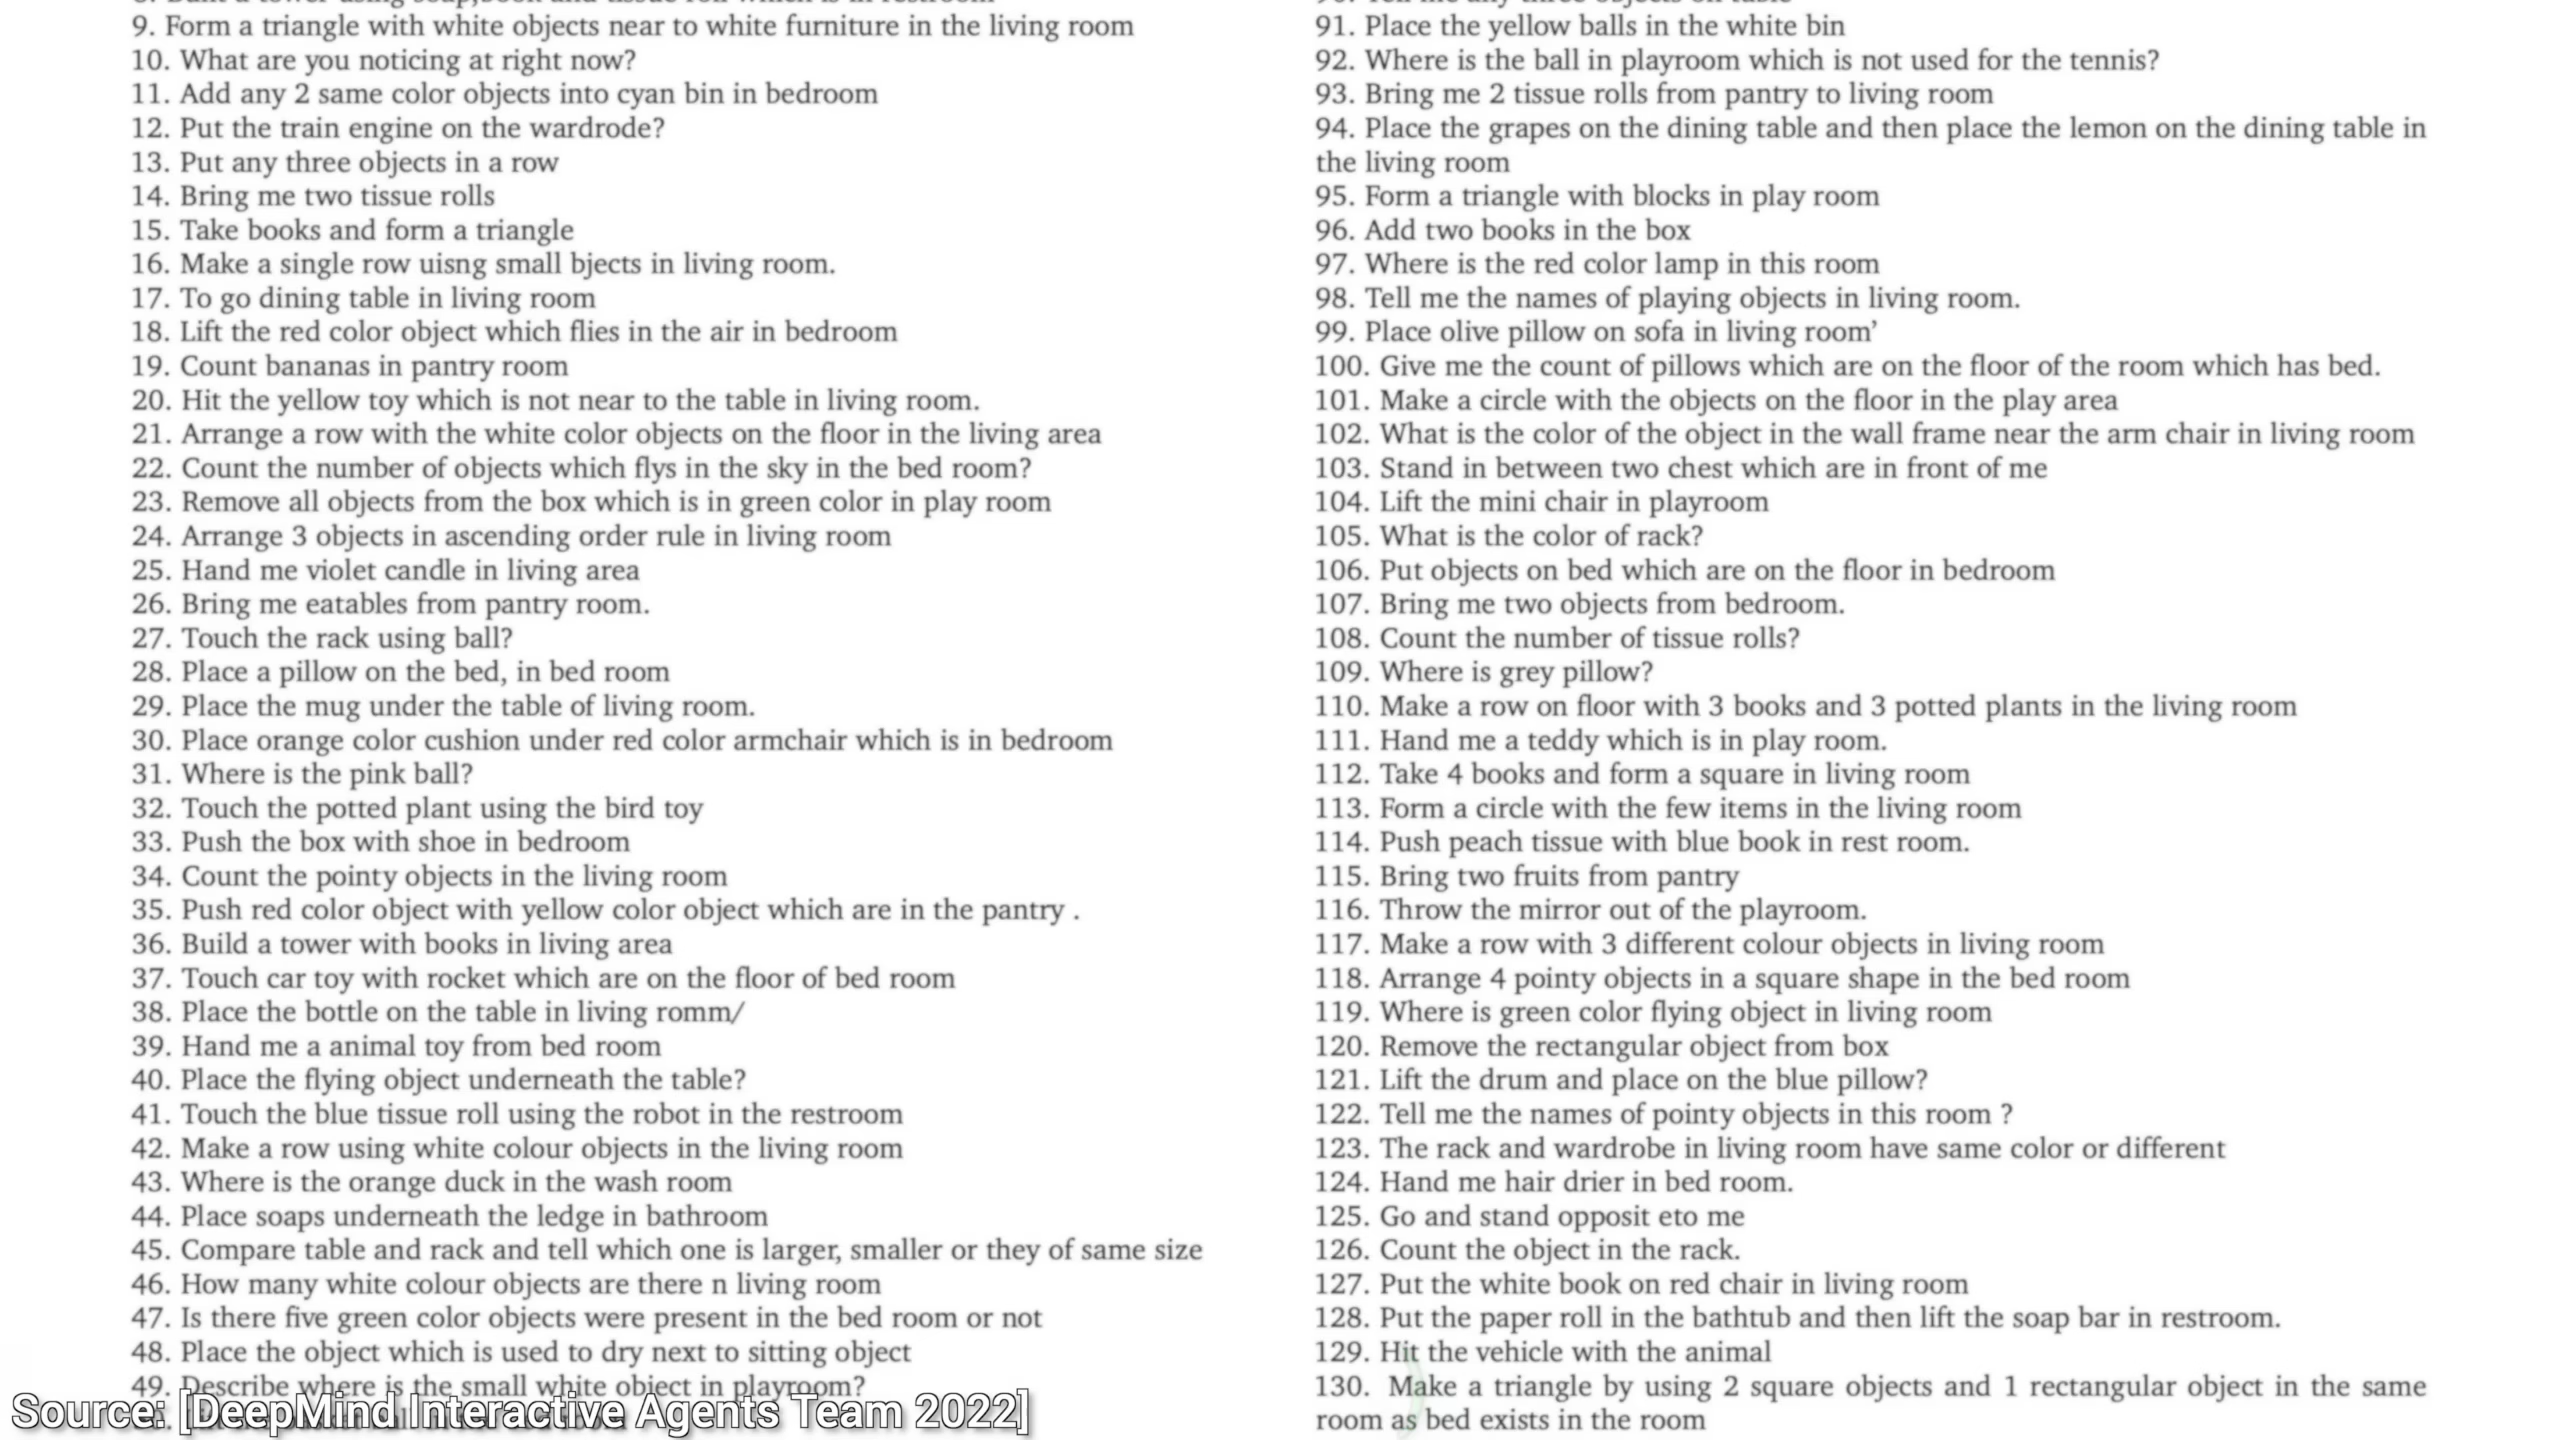 8. Built a tower using soap,book and tissue roll which is in restroom
9. Form a triangle with white objects near to white furniture in the living room
10. What are you noticing at right now?
11. Add any 2 same color objects into cyan bin in bedroom
12. Put the train engine on the wardrode?
13. Put any three objects in a row
14. Bring me two tissue rolls
15. Take books and form a triangle
16. Make a single row uisng small bjects in living room.
17. To go dining table in living room
18. Lift the red color object which flies in the air in bedroom
19. Count bananas in pantry room
20. Hit the yellow toy which is not near to the table in living room.
21. Arrange a row with the white color objects on the floor in the living area
22. Count the number of objects which flys in the sky in the bed room?
23. Remove all objects from the box which is in green color in play room
24. Arrange 3 objects in ascending order rule in living room
25. Hand me violet candle in living area
26. Bring me eatables from pantry room.
27. Touch the rack using ball?
28. Place a pillow on the bed, in bed room
29. Place the mug under the table of living room.
30. Place orange color cushion under red color armchair which is in bedroom
31. Where is the pink ball?
32. Touch the potted plant using the bird toy
33. Push the box with shoe in bedroom
34. Count the pointy objects in the living room
35. Push red color object with yellow color object which are in the pantry .
36. Build a tower with books in living area
37. Touch car toy with rocket which are on the floor of bed room
38. Place the bottle on the table in living romm/
39. Hand me a animal toy from bed room
40. Place the flying object underneath the table?
41. Touch the blue tissue roll using the robot in the restroom
42. Make a row using white colour objects in the living room
43. Where is the orange duck in the wash room
44. Place soaps underneath the ledge in bathroom
45. Compare table and rack and tell which one is larger, smaller or they of same size
46. How many white colour objects are there n living room
47. Is there five green color objects were present in the bed room or not
48. Place the object which is used to dry next to sitting object
49. Describe where is the small white object in playroom?
Source: [DeepMind Interactive Agents Team 2022]
90. Tell me any three objects on table
91. Place the yellow balls in the white bin
92. Where is the ball in playroom which is not used for the tennis?
93. Bring me 2 tissue rolls from pantry to living room
94. Place the grapes on the dining table and then place the lemon on the dining table in
the living room
95. Form a triangle with blocks in play room
96. Add two books in the box
97. Where is the red color lamp in this room
98. Tell me the names of playing objects in living room.
99. Place olive pillow on sofa in living room’
100. Give me the count of pillows which are on the floor of the room which has bed.
101. Make a circle with the objects on the floor in the play area
102. What is the color of the object in the wall frame near the arm chair in living room
103. Stand in between two chest which are in front of me
104. Lift the mini chair in playroom
105. What is the color of rack?
106. Put objects on bed which are on the floor in bedroom
107. Bring me two objects from bedroom.
108. Count the number of tissue rolls?
109. Where is grey pillow?
110. Make a row on floor with 3 books and 3 potted plants in the living room
111. Hand me a teddy which is in play room.
112. Take 4 books and form a square in living room
113. Form a circle with the few items in the living room
114. Push peach tissue with blue book in rest room.
115. Bring two fruits from pantry
116. Throw the mirror out of the playroom.
117. Make a row with 3 different colour objects in living room
118. Arrange 4 pointy objects in a square shape in the bed room
119. Where is green color flying object in living room
120. Remove the rectangular object from box
121. Lift the drum and place on the blue pillow?
122. Tell me the names of pointy objects in this room ?
123. The rack and wardrobe in living room have same color or different
124. Hand me hair drier in bed room.
125. Go and stand opposit eto me
126. Count the object in the rack.
127. Put the white book on red chair in living room
128. Put the paper roll in the bathtub and then lift the soap bar in restroom.
129. Hit the vehicle with the animal
130. Make a triangle by using 2 square objects and 1 rectangular object in the same
room as bed exists in the room